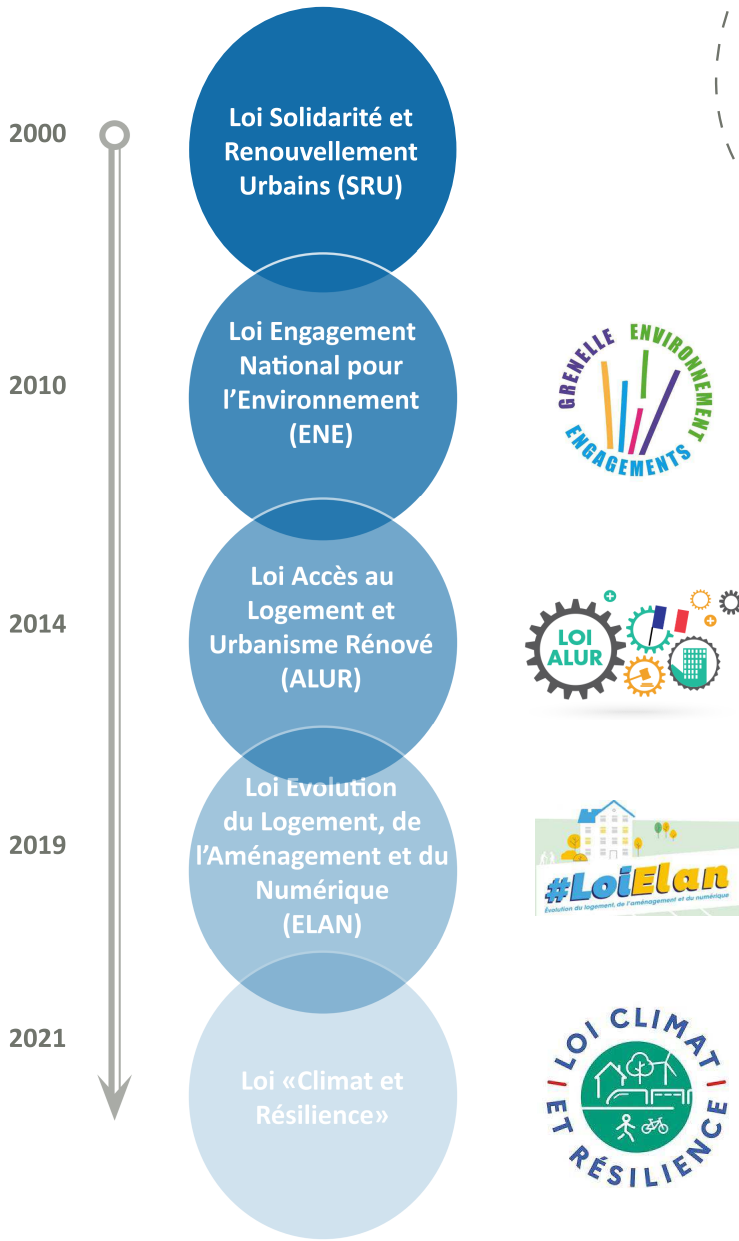 2000
Loi Solidarité et
Renouvellement
Urbains (SRU)
2010
Loi Engagement
National pour
l’Environnement
(ENE)
GRENELLE ENVIRONNEMENT
ENGAGEMENTS
2014
Loi Accès au
Logement et
Urbanisme Rénové
(ALUR)
LOI
ALUR
2019
Loi Evolution
du Logement, de
l’Aménagement et du
Numérique
(ELAN)
#LoiElan
Évolution du logement, de l'aménagement et du numérique
2021
Loi «Climat et
Résilience»
LOI CLIMAT
ET RÉSILIENCE